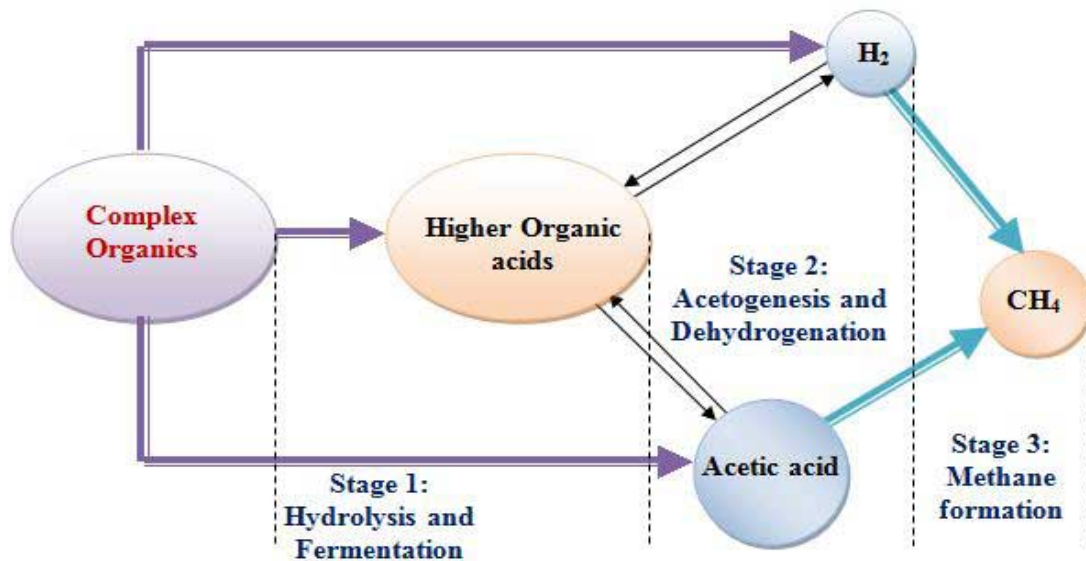 H₂
Complex
Organics
Higher Organic
acids
Stage 2:
Acetogenesis and
Dehydrogenation
CH₄
Acetic acid
Stage 1:
Hydrolysis and
Fermentation
Stage 3:
Methane
formation